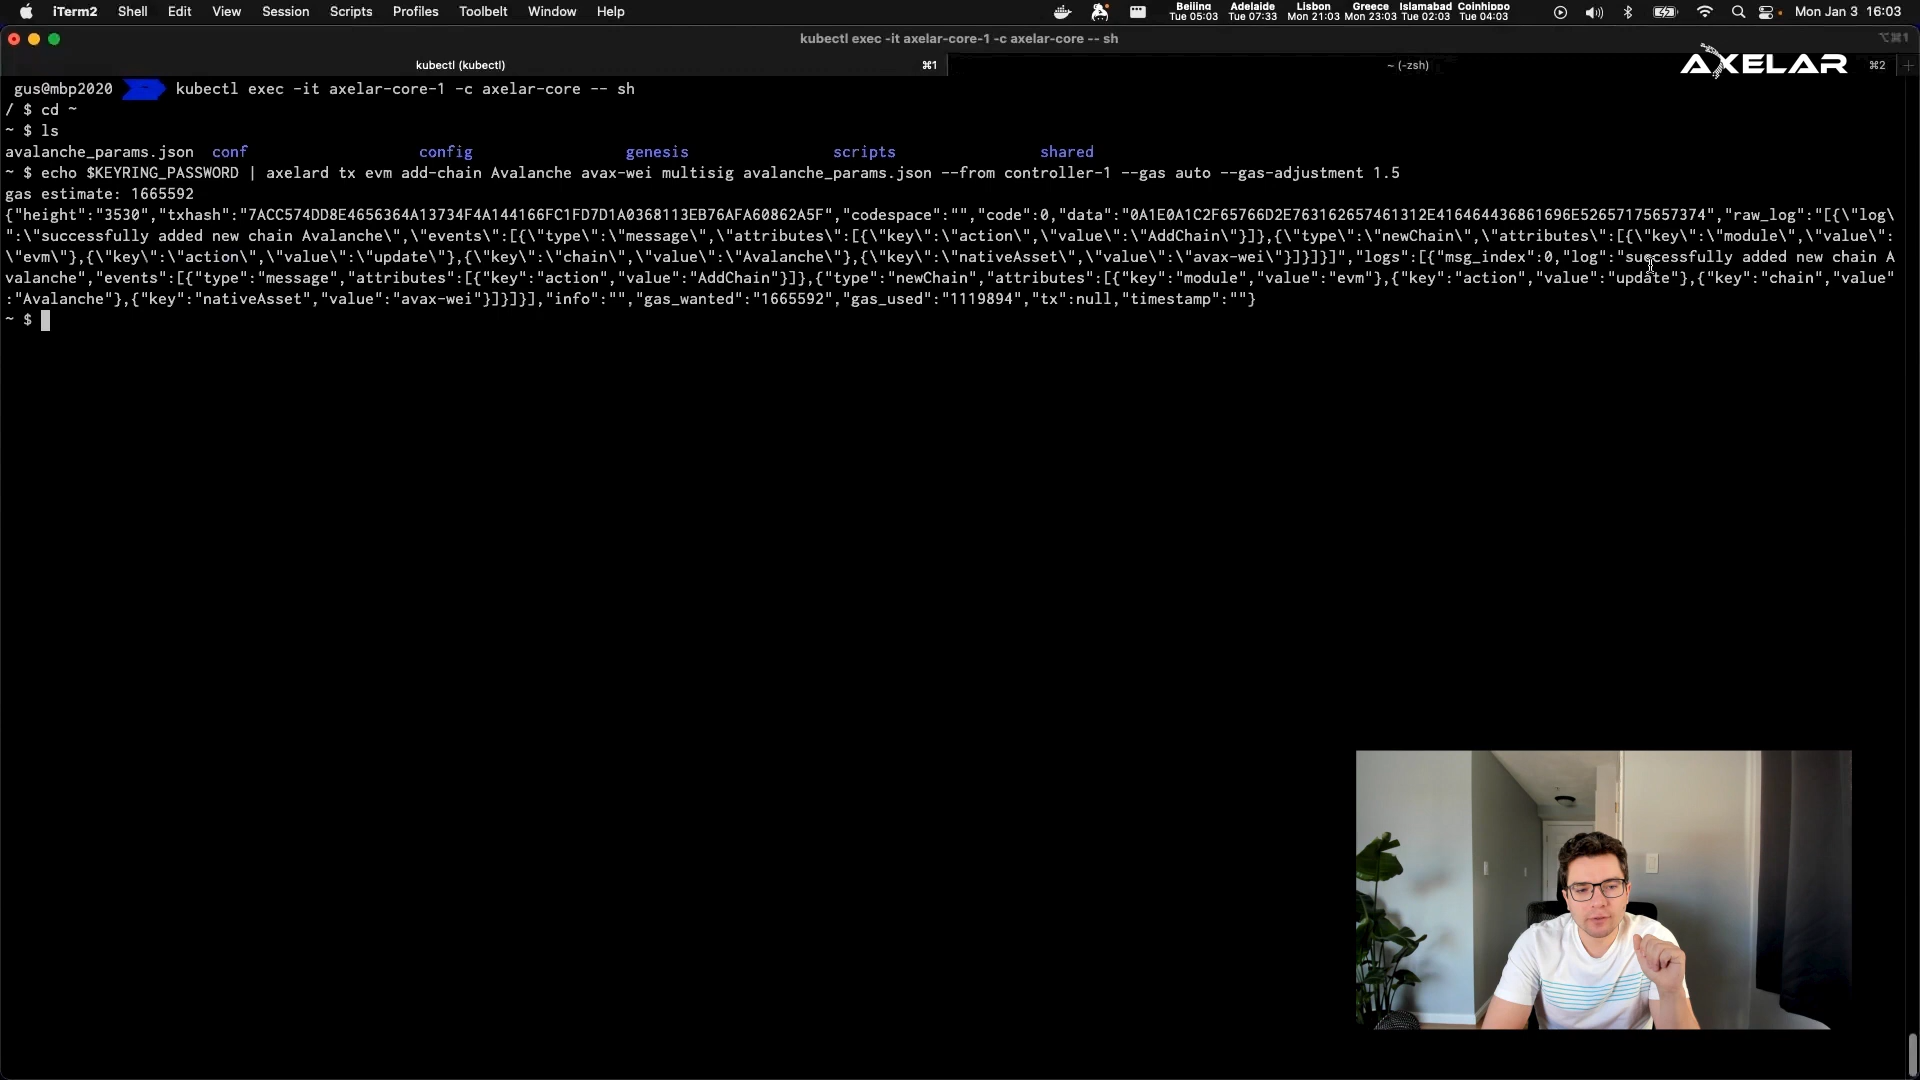 iTerm2 Shell Edit View Session Scripts Profiles Toolbelt Window Help
Beijing Adelaide Lisbon Greece Islamabad Coinhippo
Tue 05:03 Tue 07:33 Mon 21:03 Mon 23:03 Tue 02:03 Tue 04:03
Mon Jan 3 16:03
kubectl exec -it axelar-core-1 -c axelar-core -- sh
⌥⌘1
kubectl (kubectl) ⌘1 ~ (-zsh) AXELAR ⌘2 +
gus@mbp2020 ~ kubectl exec -it axelar-core-1 -c axelar-core -- sh
/ $ cd ~
~ $ ls
avalanche_params.json conf config genesis scripts shared
~ $ echo $KEYRING_PASSWORD | axelard tx evm add-chain Avalanche avax-wei multisig avalanche_params.json --from controller-1 --gas auto --gas-adjustment 1.5
gas estimate: 1665592
{"height":"3530","txhash":"7ACC574DD8E4656364A13734F4A144166FC1FD7D1A0368113EB76AFA60862A5F","codespace":"","code":0,"data":"0A1E0A1C2F65766D2E763162657461312E416464436861696E52657175657374","raw_log":"[{\"log\
":\"successfully added new chain Avalanche\",\"events\":[{\"type\":\"message\",\"attributes\":[{\"key\":\"action\",\"value\":\"AddChain\"}]},{\"type\":\"newChain\",\"attributes\":[{\"key\":\"module\",\"value\":
\"evm\"},{\"key\":\"action\",\"value\":\"update\"},{\"key\":\"chain\",\"value\":\"Avalanche\"},{\"key\":\"nativeAsset\",\"value\":\"avax-wei\"}]}]}]","logs":[{"msg_index":0,"log":"successfully added new chain A
valanche","events":[{"type":"message","attributes":[{"key":"action","value":"AddChain"}]},{"type":"newChain","attributes":[{"key":"module","value":"evm"},{"key":"action","value":"update"},{"key":"chain","value"
:"Avalanche"},{"key":"nativeAsset","value":"avax-wei"}]}]}],"info":"","gas_wanted":"1665592","gas_used":"1119894","tx":null,"timestamp":""}
~ $